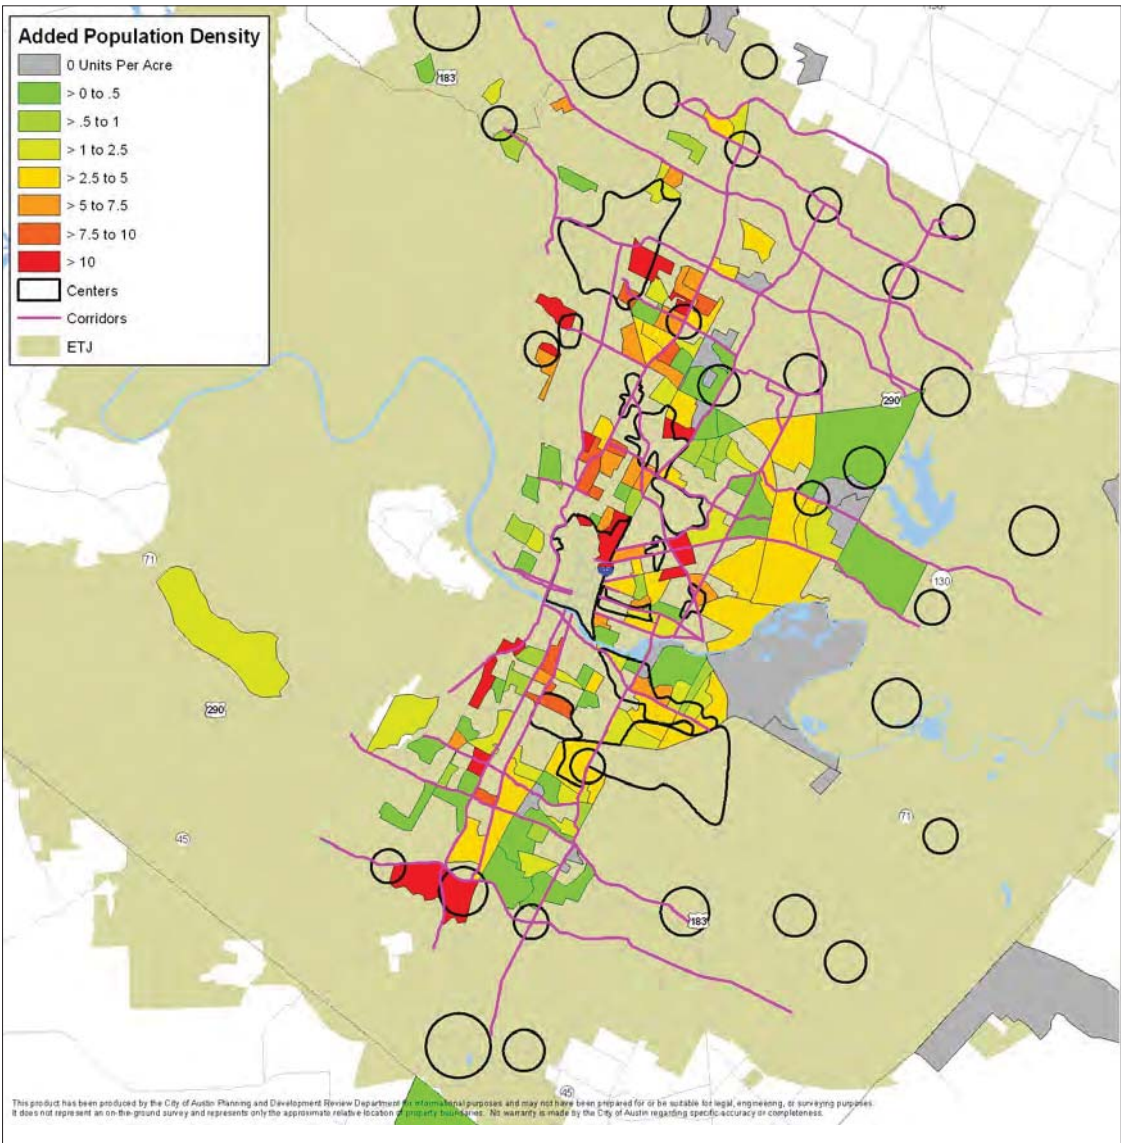 130
Added Population Density
0 Units Per Acre
> 0 to .5
> .5 to 1
> 1 to 2.5
> 2.5 to 5
> 5 to 7.5
> 7.5 to 10
> 10
Centers
Corridors
ETJ
183
290
71
130
290
45
71
183
45
This product has been produced by the City of Austin Planning and Development Review Department for informational purposes and may not have been prepared for or be suitable for legal, engineering, or surveying purposes.
It does not represent an on-the-ground survey and represents only the approximate relative location of property boundaries. No warranty is made by the City of Austin regarding specific accuracy or completeness.